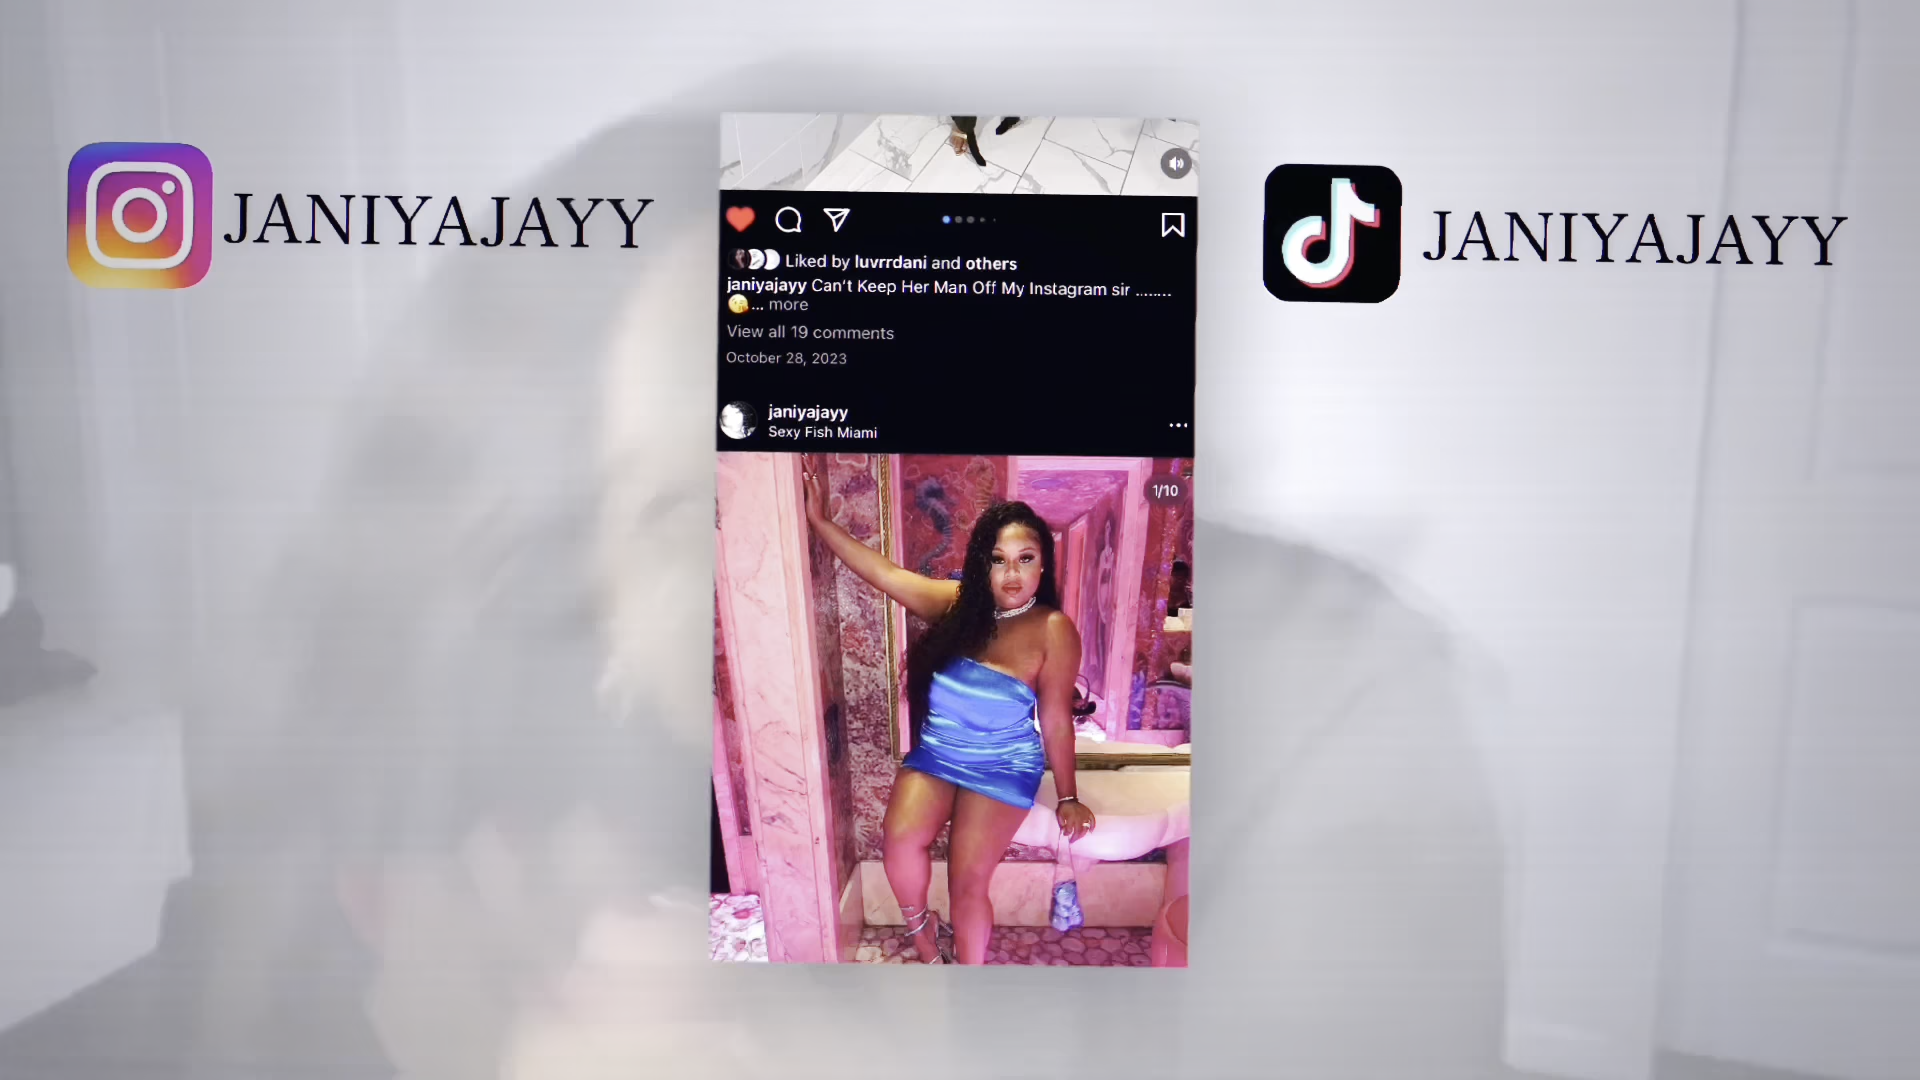 JANIYAJAYY
JANIYAJAYY
Liked by luvrrdani and others
janiyajayy Can't Keep Her Man Off My Instagram sir ........
😘... more
View all 19 comments
October 28, 2023
janiyajayy
Sexy Fish Miami
1/10